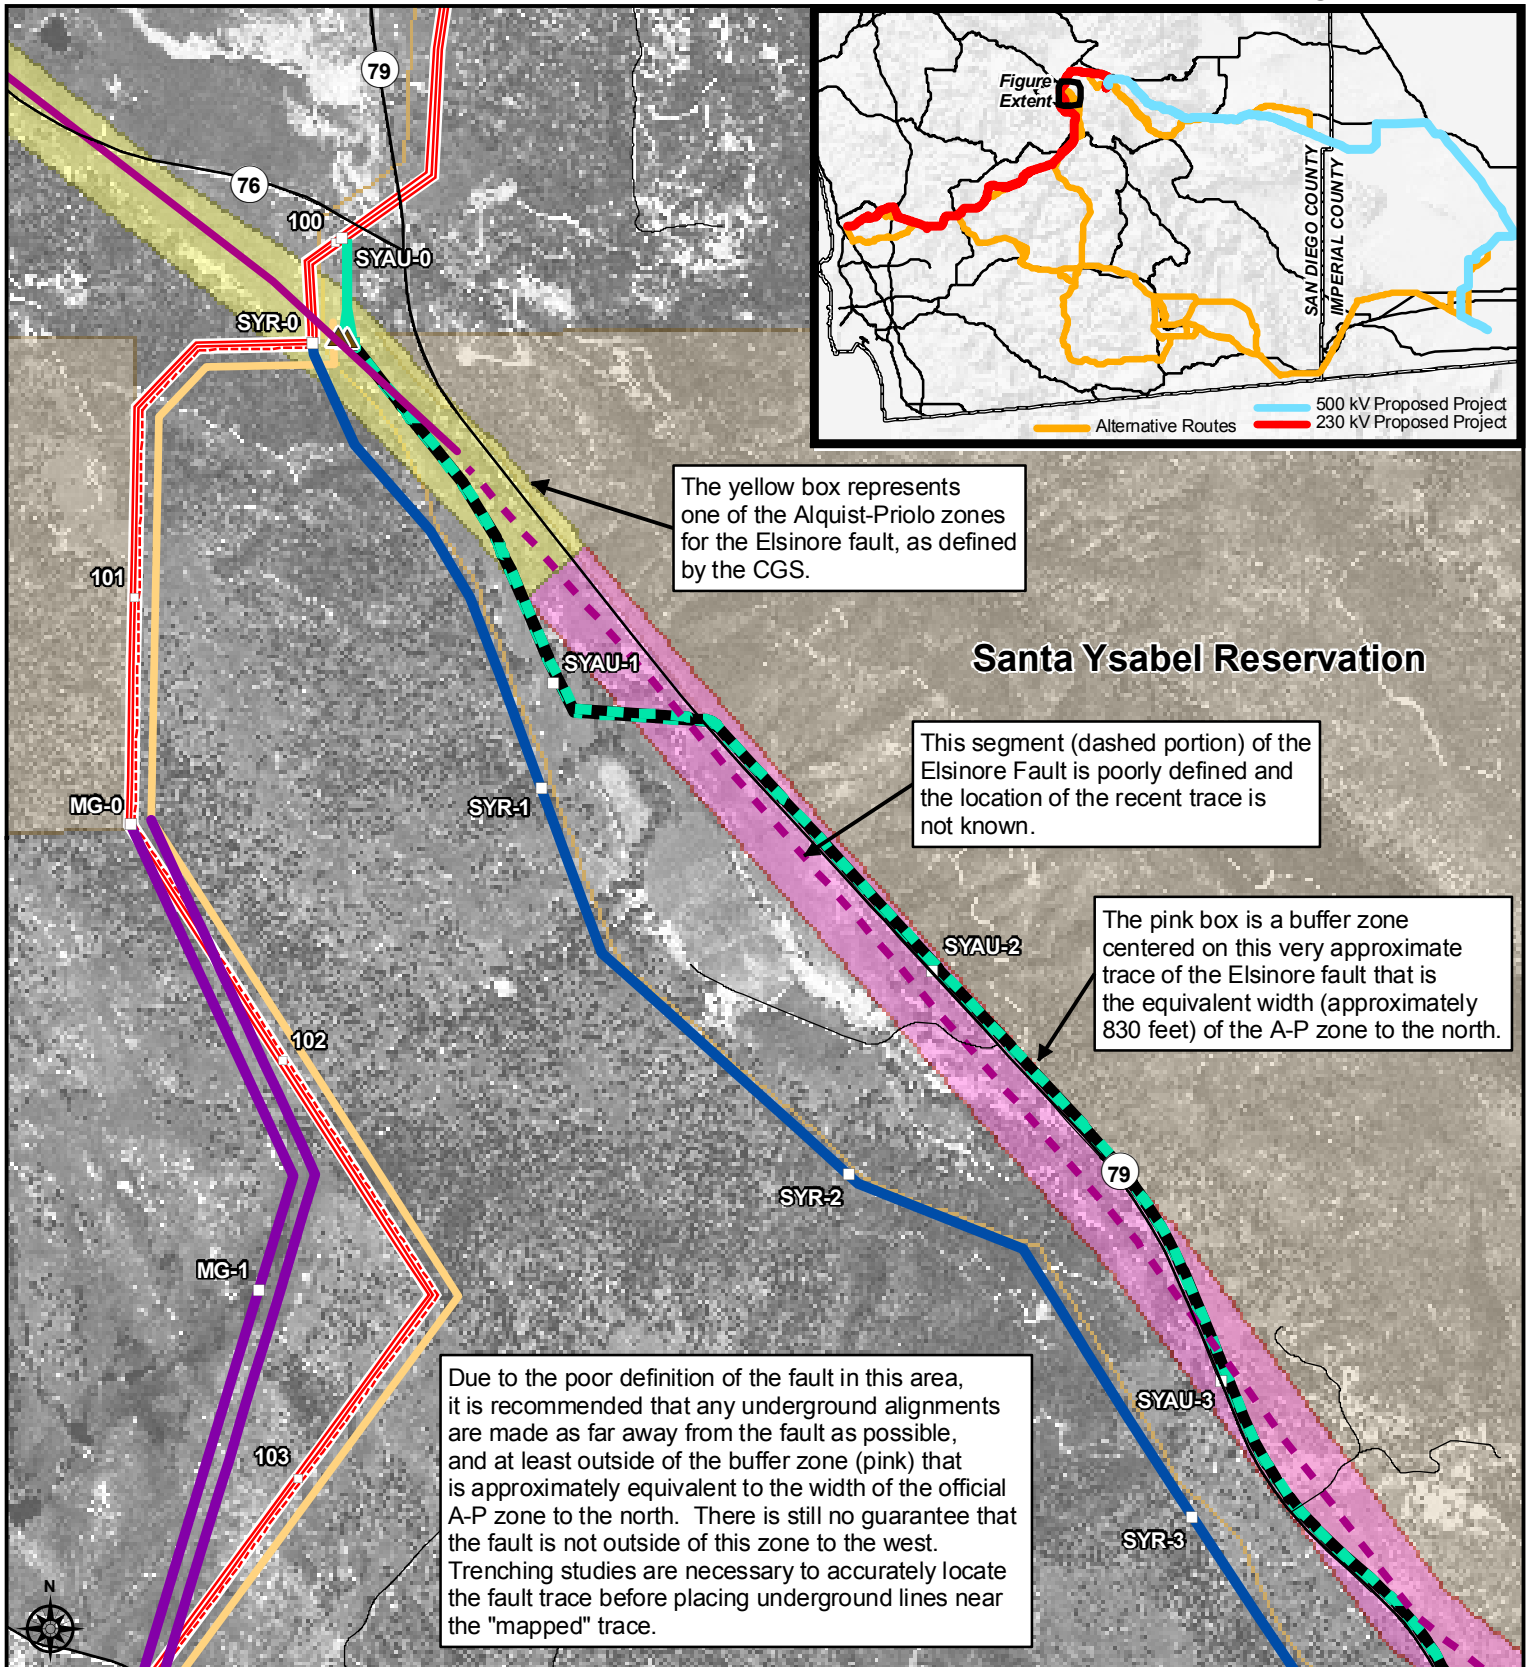 79
76
100
SYAU-0
SYR-0
Figure
Extent
SAN DIEGO COUNTY
IMPERIAL COUNTY
Alternative Routes
500 kV Proposed Project
230 kV Proposed Project
The yellow box represents
one of the Alquist-Priolo zones
for the Elsinore fault, as defined
by the CGS.
101
SYAU-1
Santa Ysabel Reservation
This segment (dashed portion) of the
Elsinore Fault is poorly defined and
the location of the recent trace is
not known.
MG-0
SYR-1
The pink box is a buffer zone
centered on this very approximate
trace of the Elsinore fault that is
the equivalent width (approximately
830 feet) of the A-P zone to the north.
SYAU-2
102
79
SYR-2
MG-1
Due to the poor definition of the fault in this area,
it is recommended that any underground alignments
are made as far away from the fault as possible,
and at least outside of the buffer zone (pink) that
is approximately equivalent to the width of the official
A-P zone to the north.  There is still no guarantee that
the fault is not outside of this zone to the west.
Trenching studies are necessary to accurately locate
the fault trace before placing underground lines near
the "mapped" trace.
SYAU-3
103
SYR-3
N